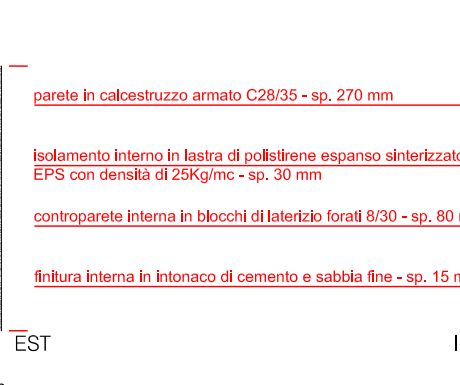 parete in calcestruzzo armato C28/35 - sp. 270 mm
isolamento interno in lastra di polistirene espanso sinterizzato
EPS con densità di 25Kg/mc - sp. 30 mm
controparete interna in blocchi di laterizio forati 8/30 - sp. 80
finitura interna in intonaco di cemento e sabbia fine - sp. 15
EST